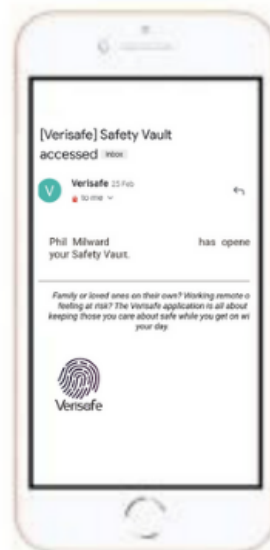 [Verisafe] Safety Vault
accessed Inbox
V
Verisafe 23 Feb
to me
Phil Milward has opene
your Safety Vault.
Family or loved ones on their own? Working remote o
feeling at risk? The Verisafe application is all about
keeping those you care about safe while you get on wi
your day.
Verisafe